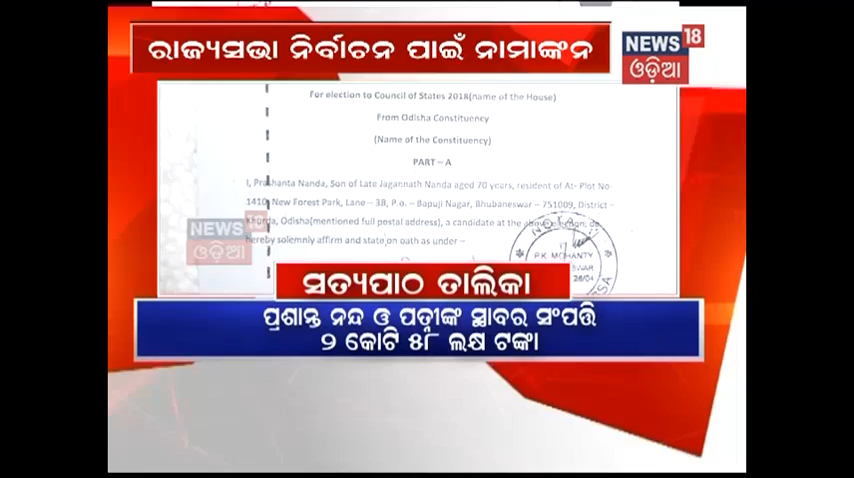 ରାଜ୍ୟସଭା ନିର୍ବାଚନ ପାଇଁ ନାମାଙ୍କନ
NEWS 18
ଓଡ଼ିଆ
For election to Council of States 2018(name of the House)
From Odisha Constituency
(Name of the Constituency)
PART – A
I, Prashanta Nanda, Son of Late Jagannath Nanda aged 70 years, resident of At- Plot No-
1410, New Forest Park, Lane – 38, P.o. – Bapuji Nagar, Bhubaneswar – 751009, District –
Khurda, Odisha(mentioned full postal address), a candidate at the above election, do
hereby solemnly affirm and state on oath as under –
NEWS 18
ଓଡ଼ିଆ
P.K. MOHANTY
ସତ୍ୟପାଠ ତାଲିକା
ପ୍ରଶାନ୍ତ ନନ୍ଦ ଓ ପତ୍ନୀଙ୍କ ସ୍ଥାବର ସଂପତ୍ତି
୨ କୋଟି ୫୮ ଲକ୍ଷ ଟଙ୍କା